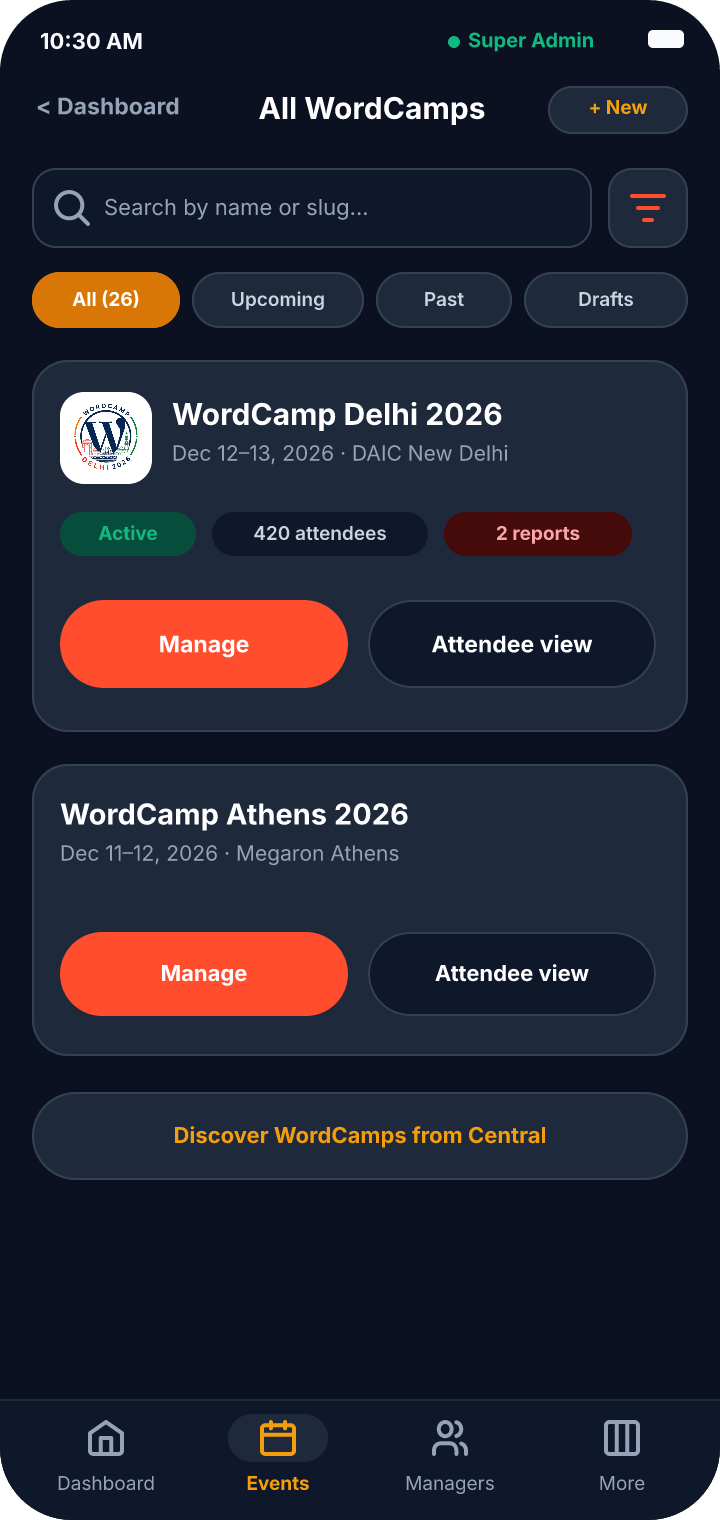 10:30 AM
Super Admin
< Dashboard
All WordCamps
+ New
Search by name or slug...
All (26)
Upcoming
Past
Drafts
WORDCAMP
W
DELHI 2026
WordCamp Delhi 2026
Dec 12–13, 2026 · DAIC New Delhi
Active
420 attendees
2 reports
Manage
Attendee view
WordCamp Athens 2026
Dec 11–12, 2026 · Megaron Athens
Manage
Attendee view
Discover WordCamps from Central
Dashboard
Events
Managers
More